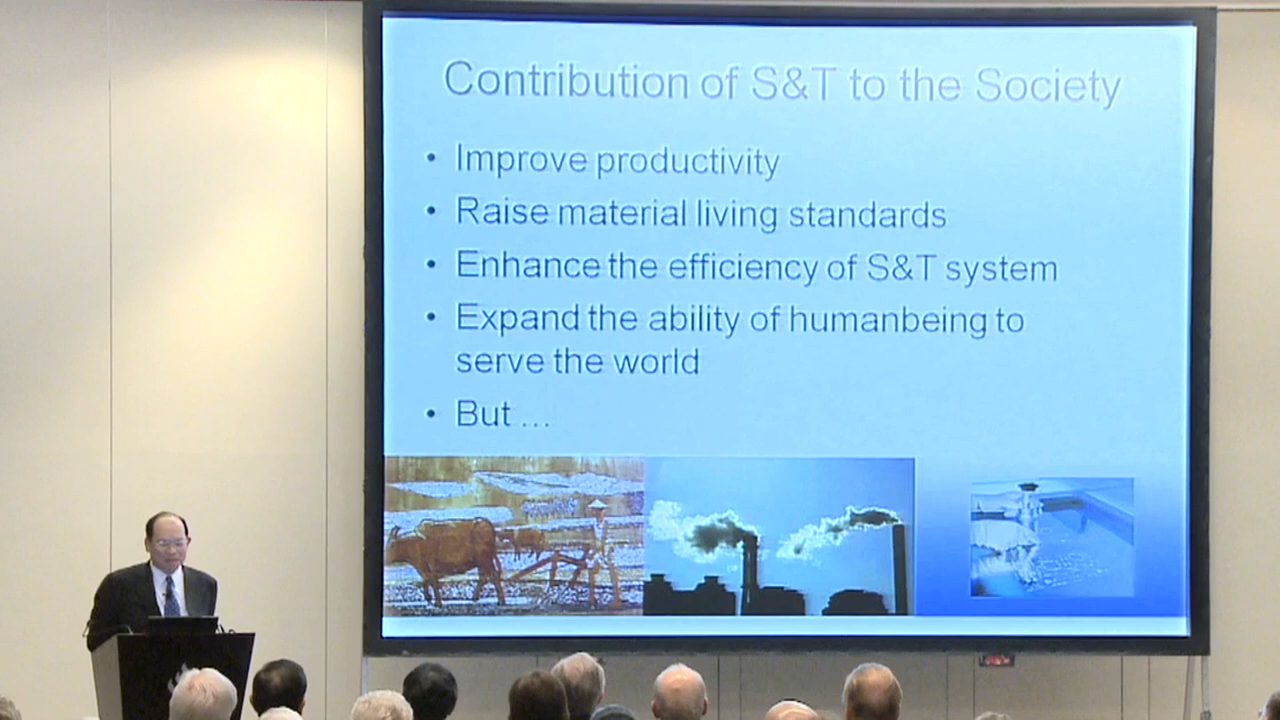 Contribution of S&T to the Society
• Improve productivity
• Raise material living standards
• Enhance the efficiency of S&T system
• Expand the ability of humanbeing to
serve the world
• But ...